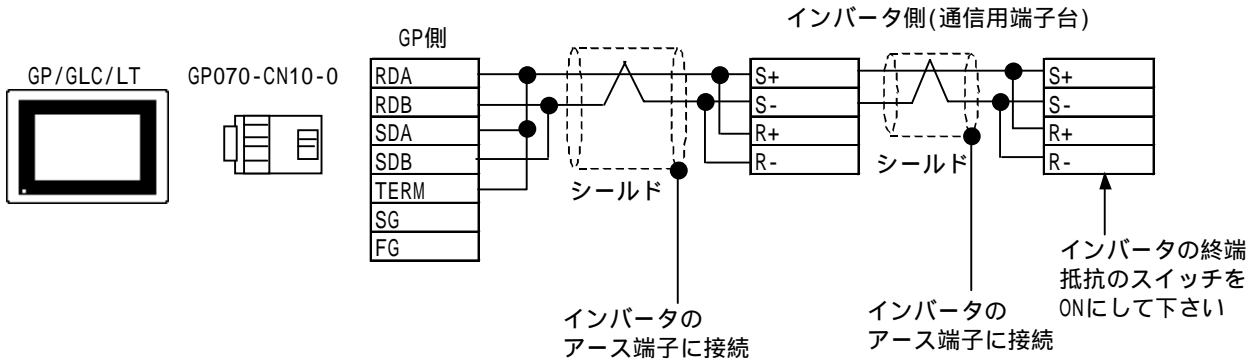 インバータ側(通信用端子台)
GP側
GP/GLC/LT
GP070-CN10-0
RDA
RDB
SDA
SDB
TERM
SG
FG
シールド
S+
S-
R+
R-
シールド
S+
S-
R+
R-
インバータの
アース端子に接続
インバータの
アース端子に接続
インバータの終端
抵抗のスイッチを
ONにして下さい